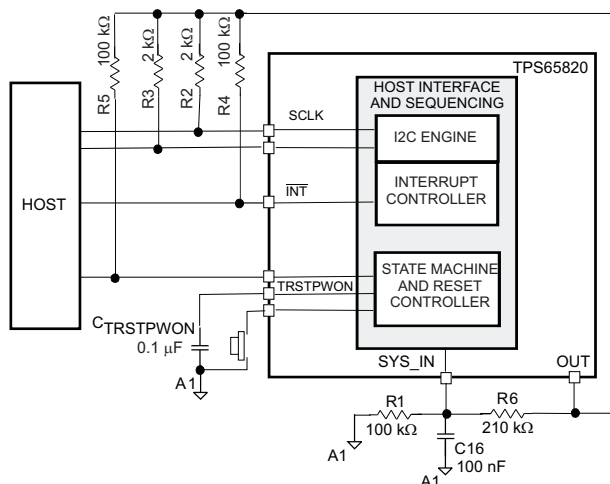 100 kΩ
2 kΩ
2 kΩ
100 kΩ
R5
R3
R2
R4
TPS65820
HOST INTERFACE
AND SEQUENCING
SCLK
I2C ENGINE
HOST
INT
INTERRUPT
CONTROLLER
TRSTPWON
STATE MACHINE
AND RESET
CONTROLLER
CTRSTPWON
0.1 μF
A1
SYS_IN
OUT
R1
100 kΩ
R6
210 kΩ
A1
C16
100 nF
A1